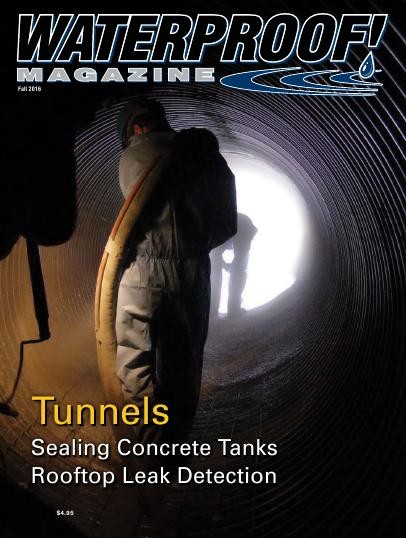 WATERPROOF!
MAGAZINE
Fall 2016
Tunnels
Sealing Concrete Tanks
Rooftop Leak Detection
$4.95